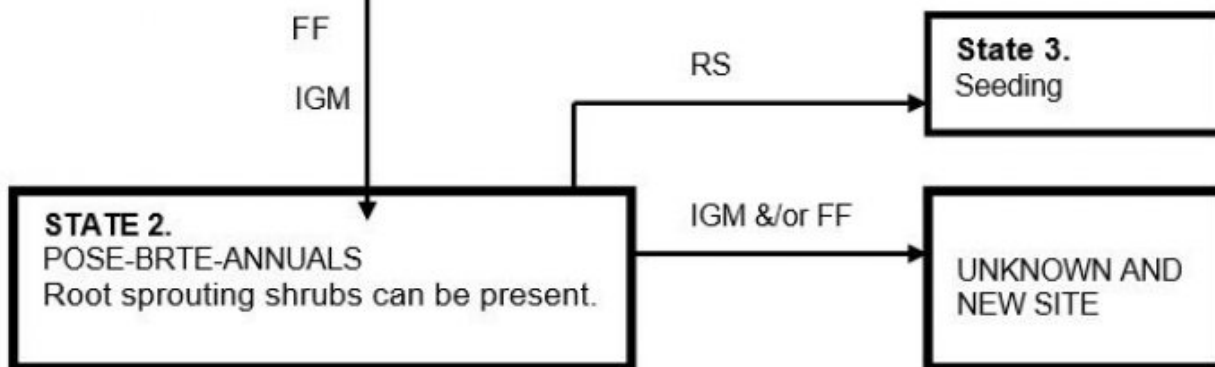 FF
IGM
RS
State 3.
Seeding
STATE 2.
POSE-BRTE-ANNUALS
Root sprouting shrubs can be present.
IGM &/or FF
UNKNOWN AND
NEW SITE